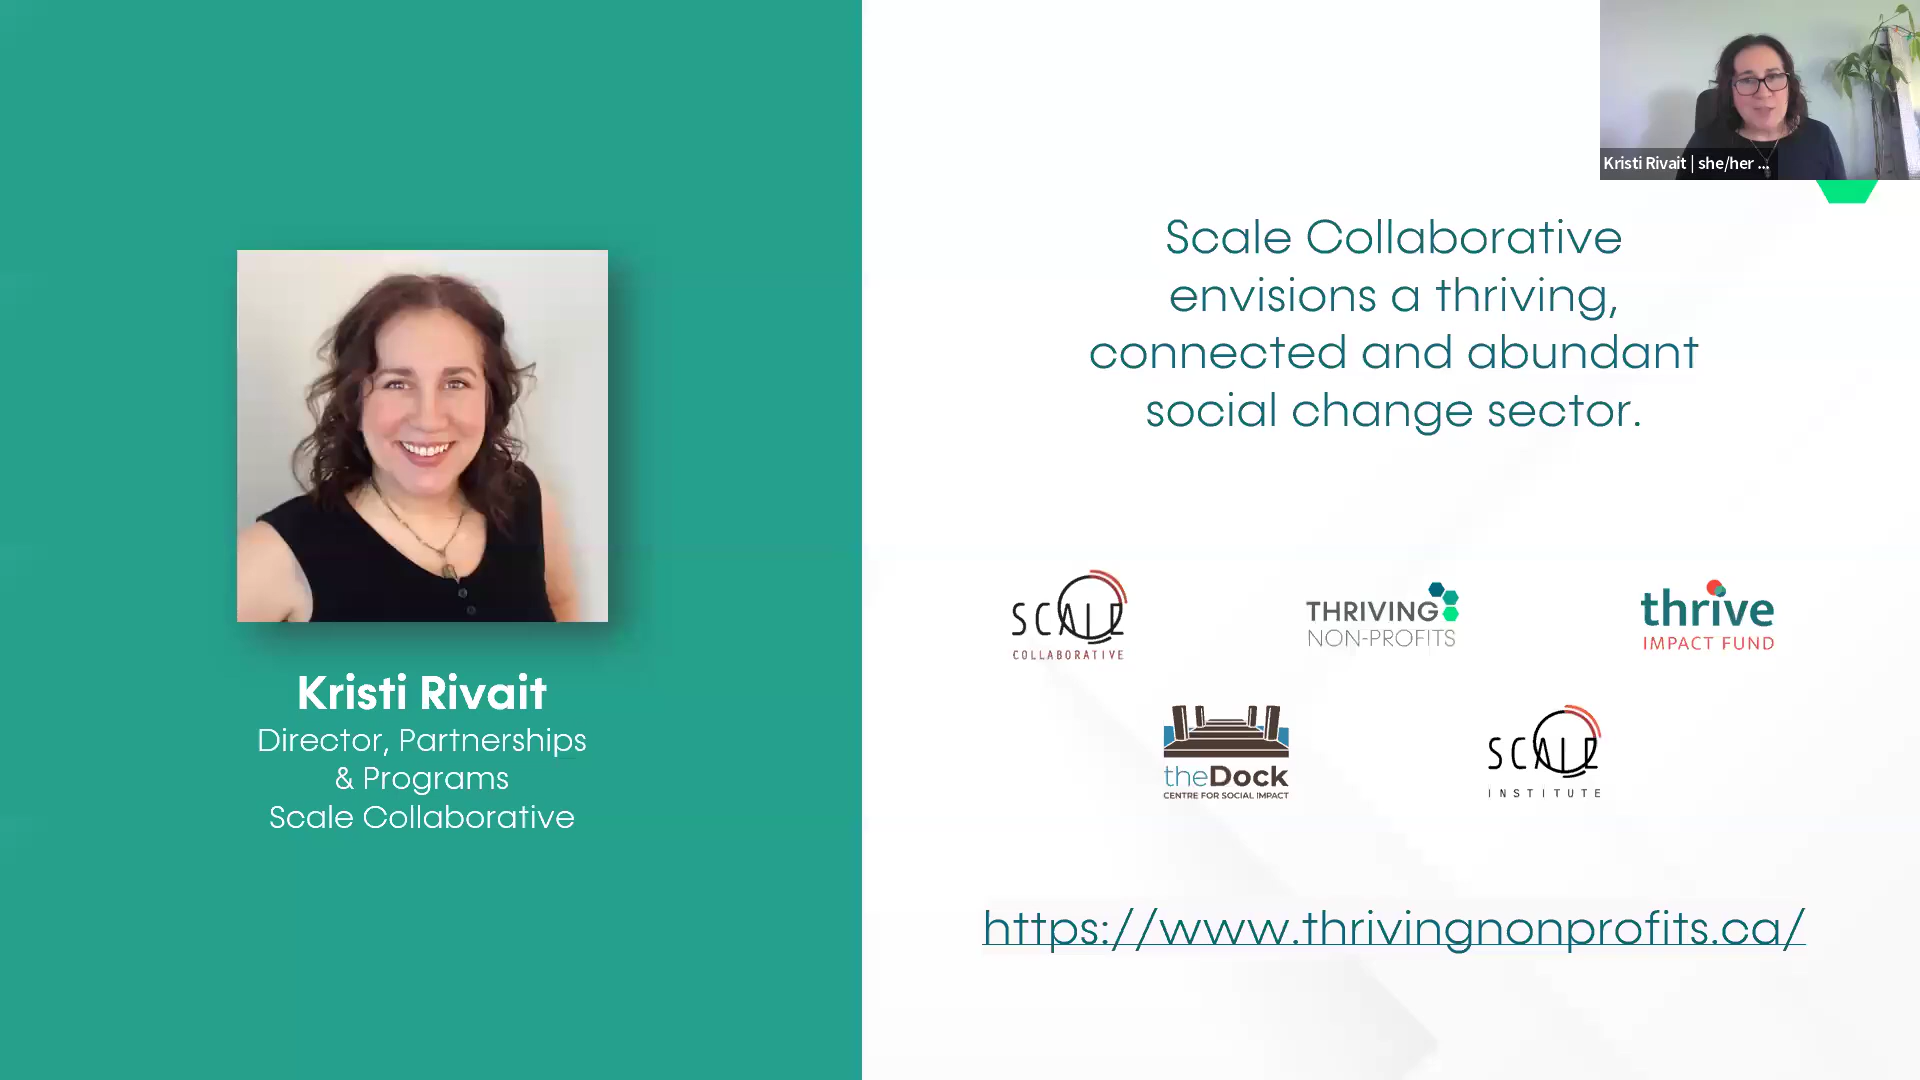 Kristi Rivait | she/her ...
Kristi Rivait
Director, Partnerships
& Programs
Scale Collaborative
Scale Collaborative
envisions a thriving,
connected and abundant
social change sector.
SCALE
COLLABORATIVE
THRIVING
NON-PROFITS
thrive
IMPACT FUND
theDock
CENTRE FOR SOCIAL IMPACT
SCALE
INSTITUTE
https://www.thrivingnonprofits.ca/